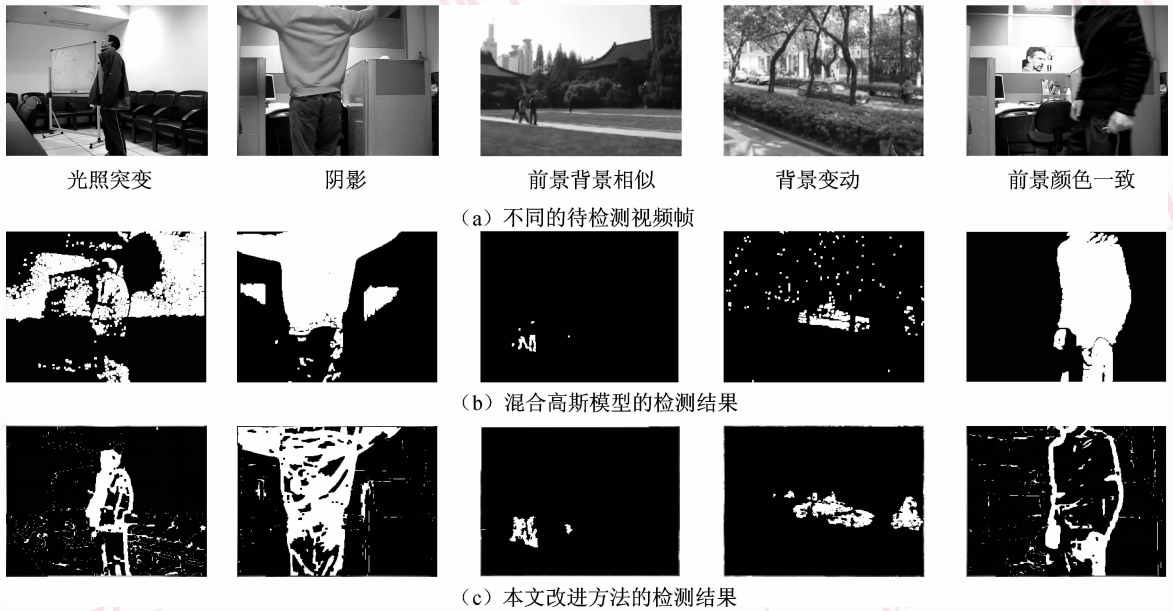 光照突变 阴影 前景背景相似 背景变动 前景颜色一致
（a）不同的待检测视频帧
（b）混合高斯模型的检测结果
（c）本文改进方法的检测结果